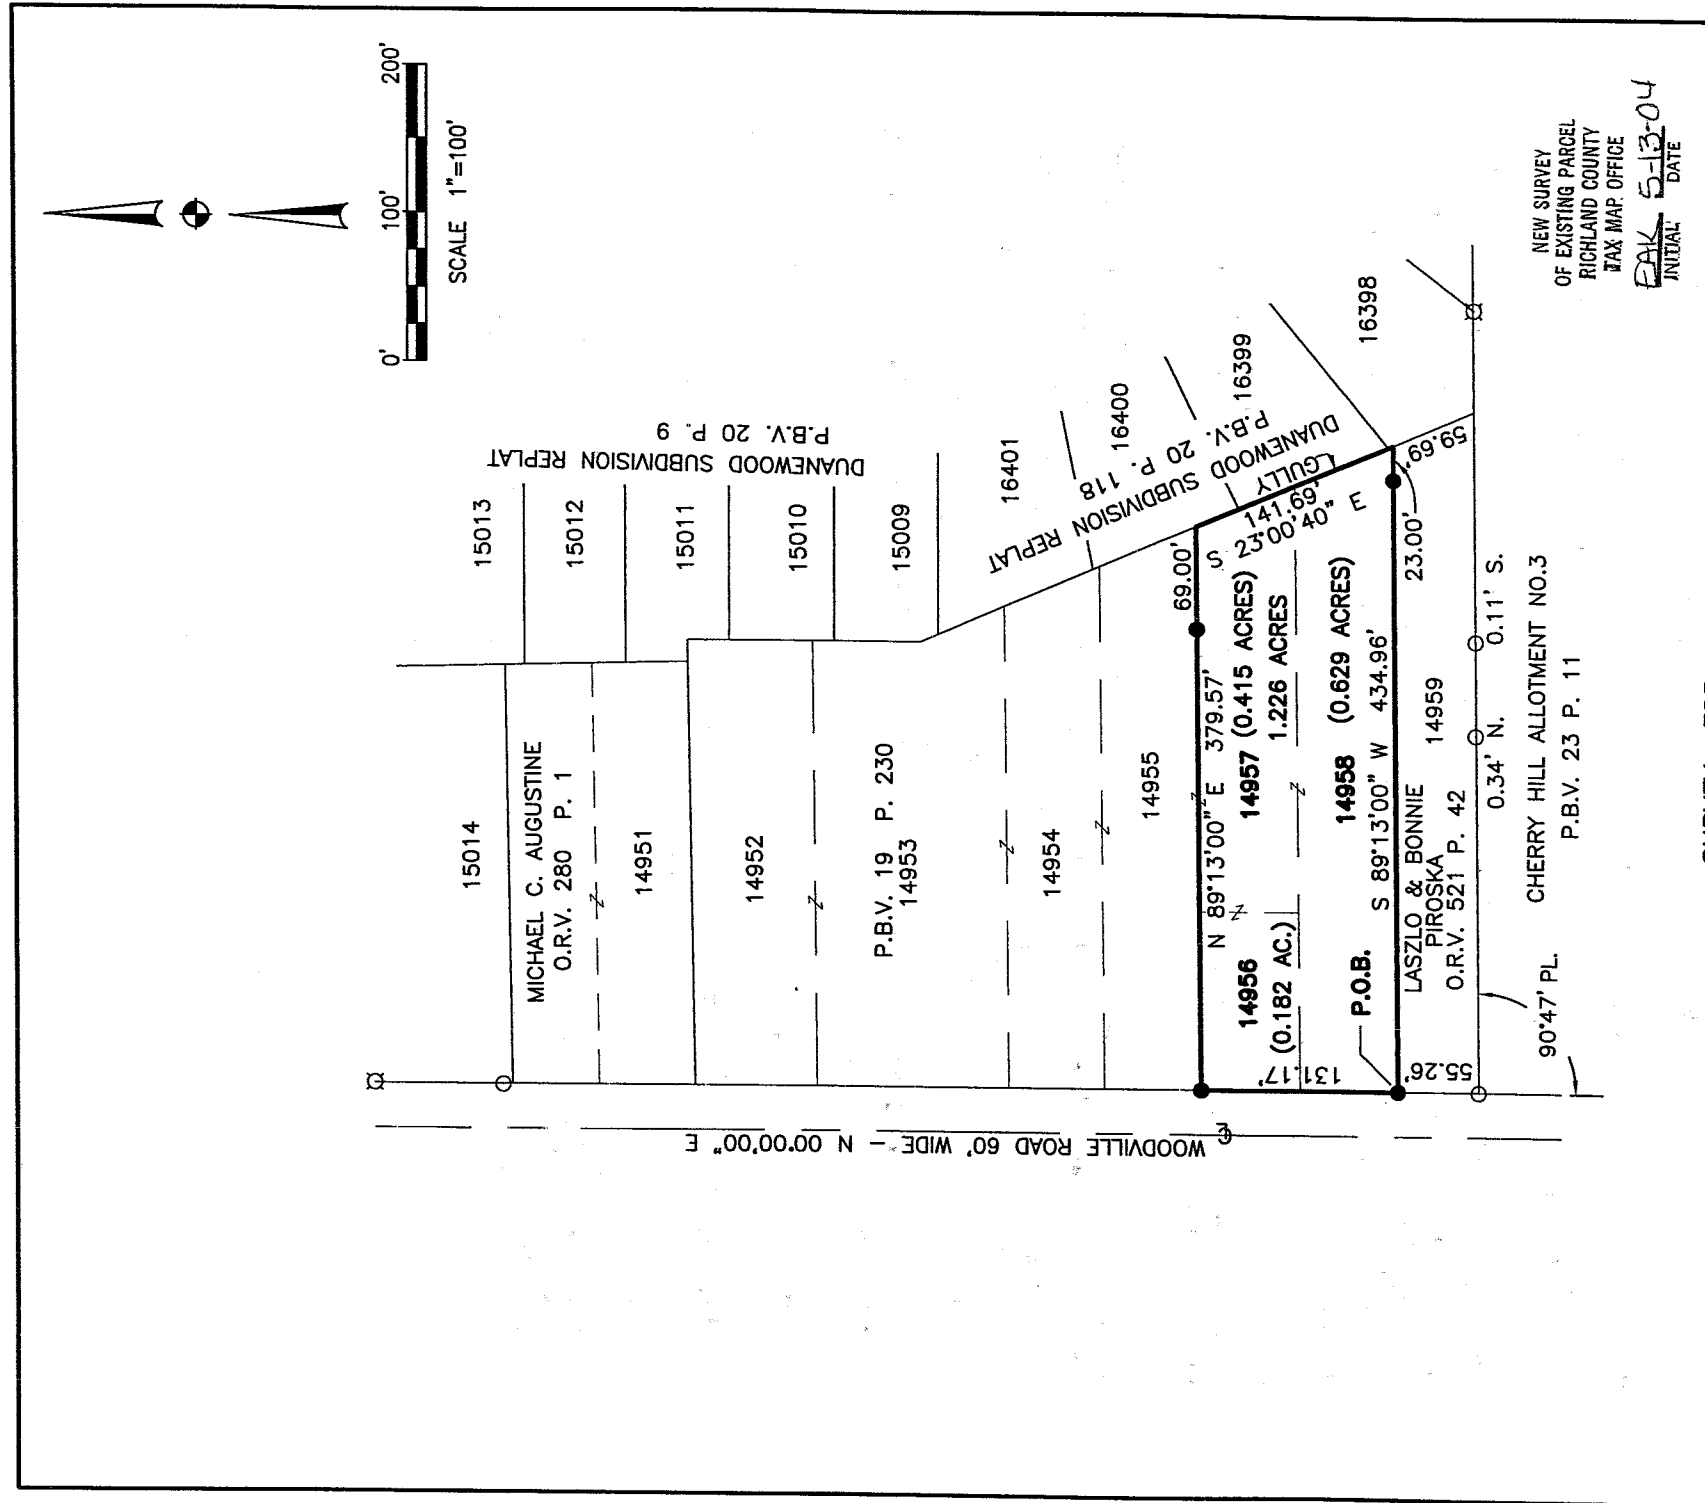 0' 100' 200'
SCALE 1"=100'
NEW SURVEY
OF EXISTING PARCEL
RICHLAND COUNTY
TAX MAP OFFICE
EAK 5-13-04
INITIAL DATE
DUANEWOOD SUBDIVISION REPLAT
P.B.V. 20 P. 9
15013
15012
15011
15010
15009
16401
16400
16399
16398
DUANEWOOD SUBDIVISION REPLAT
P.B.V. 20 P. 118
GULLY
15014
MICHAEL C. AUGUSTINE
O.R.V. 280 P. 1
14951
14952
P.B.V. 19 P. 230
14953
14954
14955
N 89°13'00" E 379.57'
69.00'
S 23°00'40" E
141.69'
14957 (0.415 ACRES)
1.226 ACRES
14956
(0.182 AC.)
14958 (0.629 ACRES)
P.O.B.
S 89°13'00" W 434.96'
23.00'
59.69'
131.17'
55.26'
LASZLO & BONNIE
PIROSKA
O.R.V. 521 P. 42
14959
0.34' N.
0.11' S.
90°47' PL.
CHERRY HILL ALLOTMENT NO.3
P.B.V. 23 P. 11
WOODVILLE ROAD 60' WIDE - N 00°00'00" E